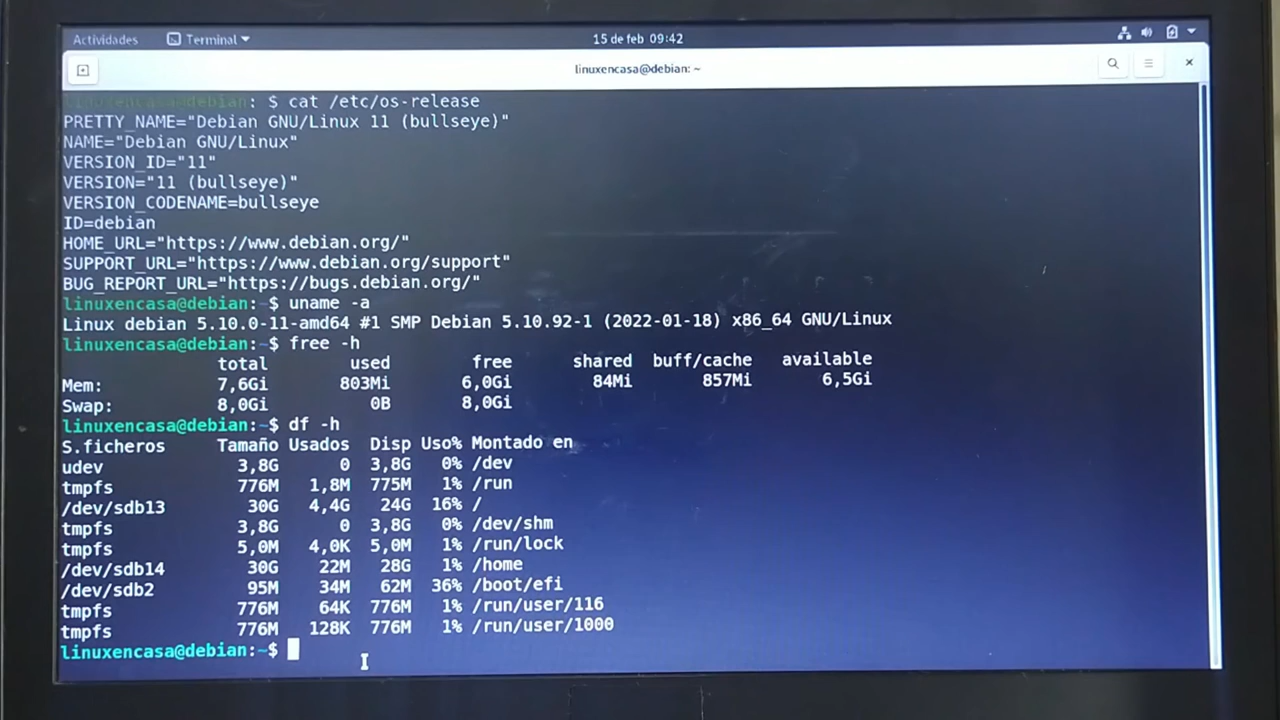 Actividades Terminal 15 de feb 09:42
linuxencasa@debian: ~
linuxencasa@debian: $ cat /etc/os-release
PRETTY_NAME="Debian GNU/Linux 11 (bullseye)"
NAME="Debian GNU/Linux"
VERSION_ID="11"
VERSION="11 (bullseye)"
VERSION_CODENAME=bullseye
ID=debian
HOME_URL="https://www.debian.org/"
SUPPORT_URL="https://www.debian.org/support"
BUG_REPORT_URL="https://bugs.debian.org/"
linuxencasa@debian:~$ uname -a
Linux debian 5.10.0-11-amd64 #1 SMP Debian 5.10.92-1 (2022-01-18) x86_64 GNU/Linux
linuxencasa@debian:~$ free -h
total used free shared buff/cache available
Mem: 7,6Gi 803Mi 6,0Gi 84Mi 857Mi 6,5Gi
Swap: 8,0Gi 0B 8,0Gi
linuxencasa@debian:~$ df -h
S.ficheros Tamaño Usados Disp Uso% Montado en
udev 3,8G 0 3,8G 0% /dev
tmpfs 776M 1,8M 775M 1% /run
/dev/sdb13 30G 4,4G 24G 16% /
tmpfs 3,8G 0 3,8G 0% /dev/shm
tmpfs 5,0M 4,0K 5,0M 1% /run/lock
/dev/sdb14 30G 22M 28G 1% /home
/dev/sdb2 95M 34M 62M 36% /boot/efi
tmpfs 776M 64K 776M 1% /run/user/116
tmpfs 776M 128K 776M 1% /run/user/1000
linuxencasa@debian:~$